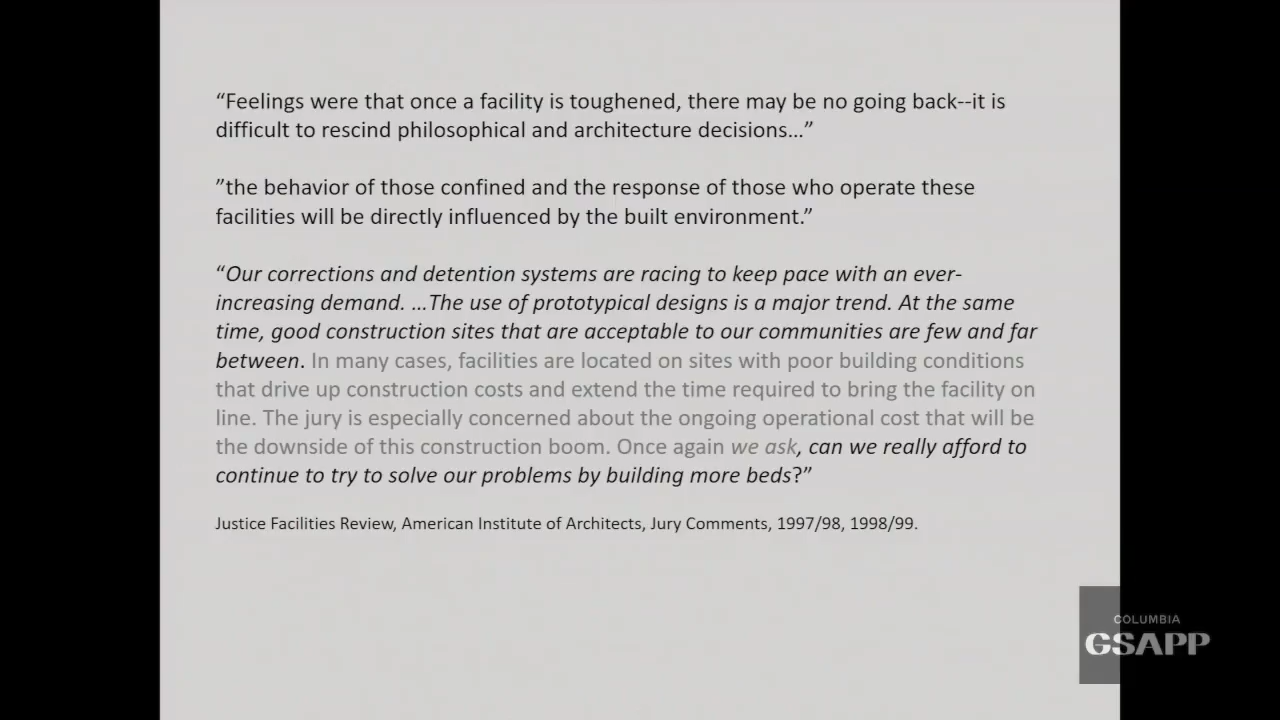 “Feelings were that once a facility is toughened, there may be no going back--it is
difficult to rescind philosophical and architecture decisions…”
”the behavior of those confined and the response of those who operate these
facilities will be directly influenced by the built environment.”
“Our corrections and detention systems are racing to keep pace with an ever-
increasing demand. …The use of prototypical designs is a major trend. At the same
time, good construction sites that are acceptable to our communities are few and far
between. In many cases, facilities are located on sites with poor building conditions
that drive up construction costs and extend the time required to bring the facility on
line. The jury is especially concerned about the ongoing operational cost that will be
the downside of this construction boom. Once again we ask, can we really afford to
continue to try to solve our problems by building more beds?”
Justice Facilities Review, American Institute of Architects, Jury Comments, 1997/98, 1998/99.
COLUMBIA
GSAPP